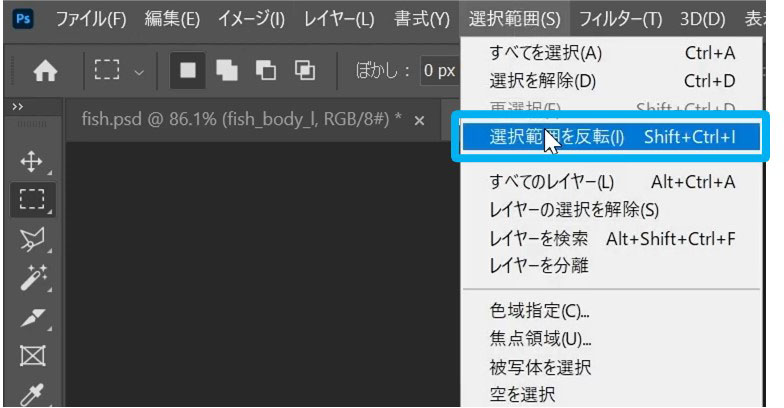 Ps ファイル(F) 編集(E) イメージ(I) レイヤー(L) 書式(Y) 選択範囲(S) フィルター(T) 3D(D) 表
ぼかし： 0 px
fish.psd @ 86.1% (fish_body_l, RGB/8#) * ×
すべてを選択(A) Ctrl+A
選択を解除(D) Ctrl+D
再選択(E) Shift+Ctrl+D
選択範囲を反転(I) Shift+Ctrl+I
すべてのレイヤー(L) Alt+Ctrl+A
レイヤーの選択を解除(S)
レイヤーを検索 Alt+Shift+Ctrl+F
レイヤーを分離
色域指定(C)...
焦点領域(U)...
被写体を選択
空を選択